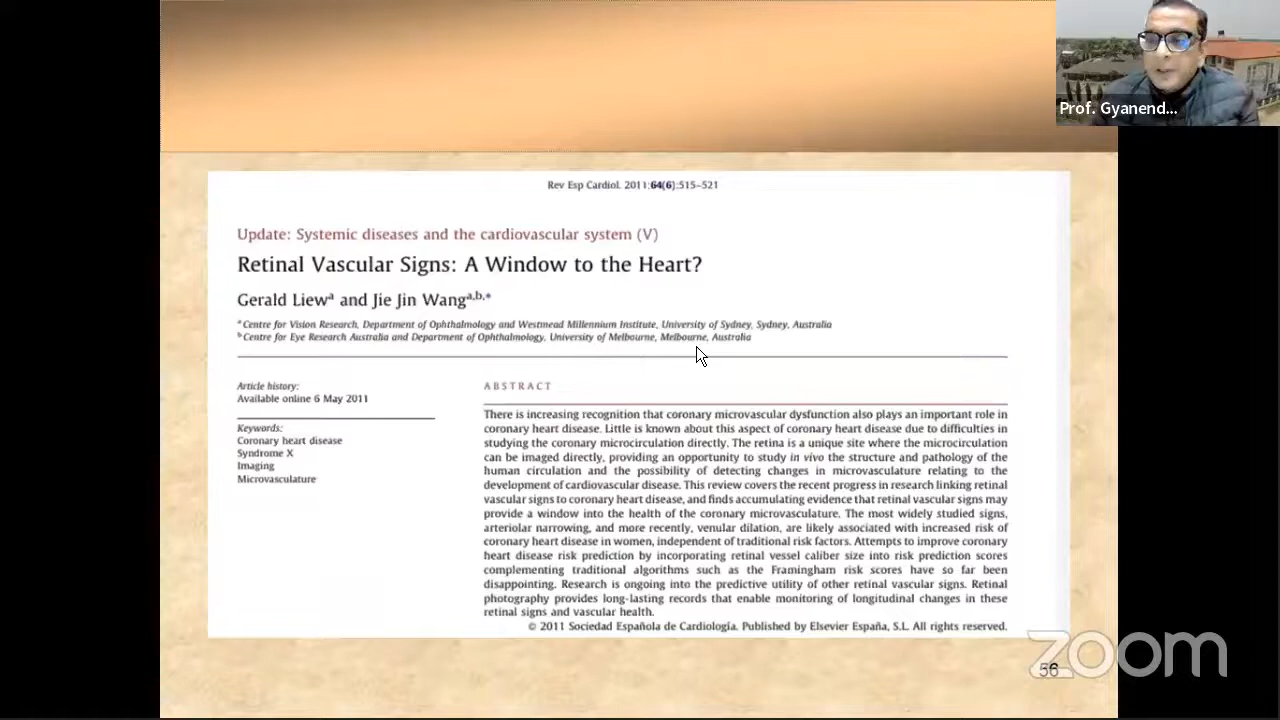 Prof. Gyanend...
Rev Esp Cardiol. 2011;64(6):515–521
Update: Systemic diseases and the cardiovascular system (V)
Retinal Vascular Signs: A Window to the Heart?
Gerald Liewa and Jie Jin Wanga,b,*
a Centre for Vision Research, Department of Ophthalmology and Westmead Millennium Institute, University of Sydney, Sydney, Australia
b Centre for Eye Research Australia and Department of Ophthalmology, University of Melbourne, Melbourne, Australia
Article history:
Available online 6 May 2011
Keywords:
Coronary heart disease
Syndrome X
Imaging
Microvasculature
ABSTRACT
There is increasing recognition that coronary microvascular dysfunction also plays an important role in
coronary heart disease. Little is known about this aspect of coronary heart disease due to difficulties in
studying the coronary microcirculation directly. The retina is a unique site where the microcirculation
can be imaged directly, providing an opportunity to study in vivo the structure and pathology of the
human circulation and the possibility of detecting changes in microvasculature relating to the
development of cardiovascular disease. This review covers the recent progress in research linking retinal
vascular signs to coronary heart disease, and finds accumulating evidence that retinal vascular signs may
provide a window into the health of the coronary microvasculature. The most widely studied signs,
arteriolar narrowing, and more recently, venular dilation, are likely associated with increased risk of
coronary heart disease in women, independent of traditional risk factors. Attempts to improve coronary
heart disease risk prediction by incorporating retinal vessel caliber size into risk prediction scores
complementing traditional algorithms such as the Framingham risk scores have so far been
disappointing. Research is ongoing into the predictive utility of other retinal vascular signs. Retinal
photography provides long-lasting records that enable monitoring of longitudinal changes in these
retinal signs and vascular health.
© 2011 Sociedad Española de Cardiología. Published by Elsevier España, S.L. All rights reserved.
zoom
56